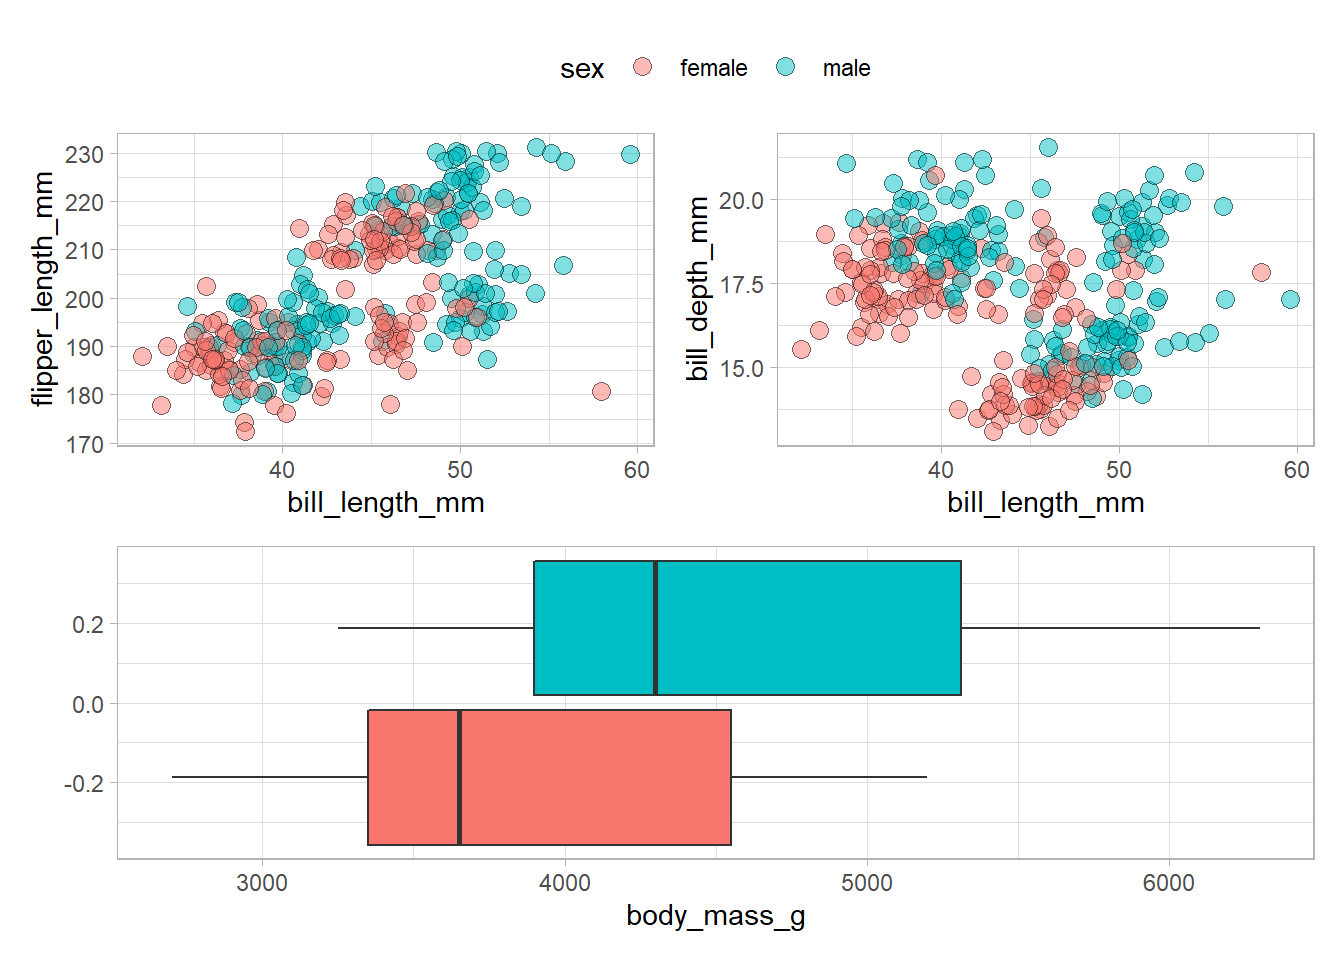 sex female male
230
220
210
200
190
180
170
flipper_length_mm
40 50 60
bill_length_mm
20.0
17.5
15.0
bill_depth_mm
40 50 60
bill_length_mm
0.2
0.0
-0.2
3000 4000 5000 6000
body_mass_g